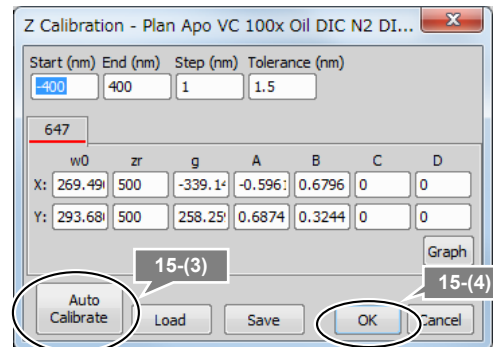 Z Calibration - Plan Apo VC 100x Oil DIC N2 DI...
Start (nm) End (nm) Step (nm) Tolerance (nm)
-400 400 1 1.5
647
w0 zr g A B C D
X: 269.49 500 -339.14 -0.596 0.6796 0 0
Y: 293.68 500 258.25 0.6874 0.3244 0 0
Graph
15-(3)
15-(4)
Auto
Calibrate Load Save OK Cancel